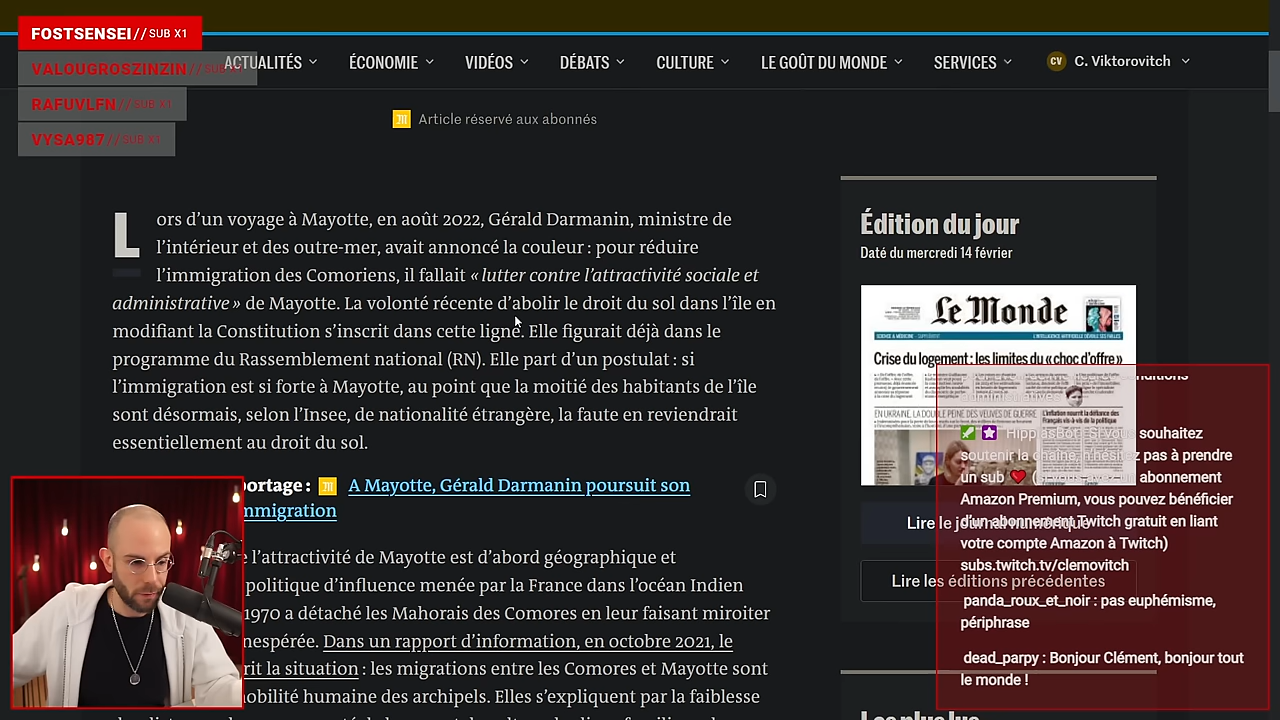 FOSTSENSEI // SUB X1
VALOUGROSZINZIN // SUB X1
RAFUVLFN // SUB X1
VYSA987 // SUB X1
ACTUALITÉS ÉCONOMIE VIDÉOS DÉBATS CULTURE LE GOÛT DU MONDE SERVICES CV C. Viktorovitch
Article réservé aux abonnés
Lors d’un voyage à Mayotte, en août 2022, Gérald Darmanin, ministre de
l’intérieur et des outre-mer, avait annoncé la couleur : pour réduire
l’immigration des Comoriens, il fallait « lutter contre l’attractivité sociale et
administrative » de Mayotte. La volonté récente d’abolir le droit du sol dans l’île en
modifiant la Constitution s’inscrit dans cette ligne. Elle figurait déjà dans le
programme du Rassemblement national (RN). Elle part d’un postulat : si
l’immigration est si forte à Mayotte, au point que la moitié des habitants de l’île
sont désormais, selon l’Insee, de nationalité étrangère, la faute en reviendrait
essentiellement au droit du sol.
portage : A Mayotte, Gérald Darmanin poursuit son
mmigration
e l’attractivité de Mayotte est d’abord géographique et
politique d’influence menée par la France dans l’océan Indien
1970 a détaché les Mahorais des Comores en leur faisant miroiter
nespérée. Dans un rapport d’information, en octobre 2021, le
rit la situation : les migrations entre les Comores et Mayotte sont
obilité humaine des archipels. Elles s’expliquent par la faiblesse
Édition du jour
Daté du mercredi 14 février
Le Monde
Crise du logement : les limites du « choc d’offre »
EN UKRAINE, LA DOULEUR PEINE DES VEUVES DE GUERRE
Lire le journal numérique
Lire les éditions précédentes
Les plus lus
souhaitez
soutenir la chaîne, n'hésitez pas à prendre
un sub ❤️ (si vous avez un abonnement
Amazon Premium, vous pouvez bénéficier
d'un abonnement Twitch gratuit en liant
votre compte Amazon à Twitch)
subs.twitch.tv/clemovitch
panda_roux_et_noir : pas euphémisme,
périphrase
dead_parpy : Bonjour Clément, bonjour tout
le monde !